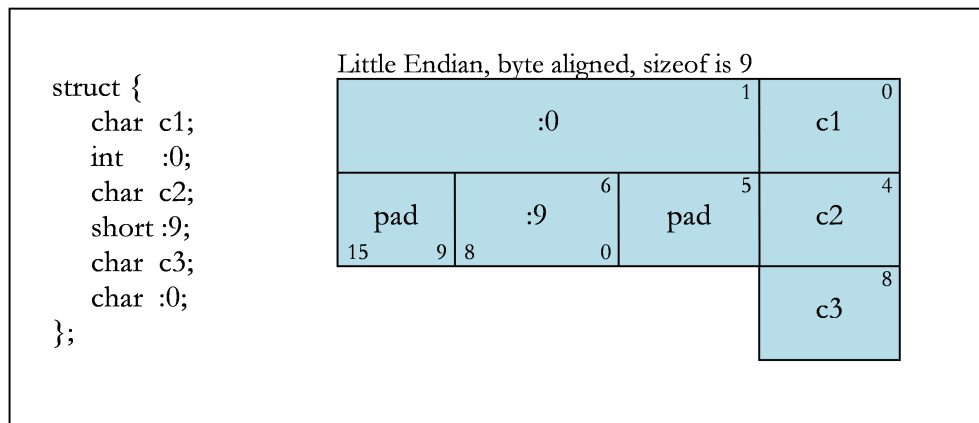 Little Endian, byte aligned, sizeof is 9
struct {
char c1;
int :0;
char c2;
short :9;
char c3;
char :0;
};
1 0
:0 c1
6 5 4
pad :9 pad c2
15 9 8 0
8
c3